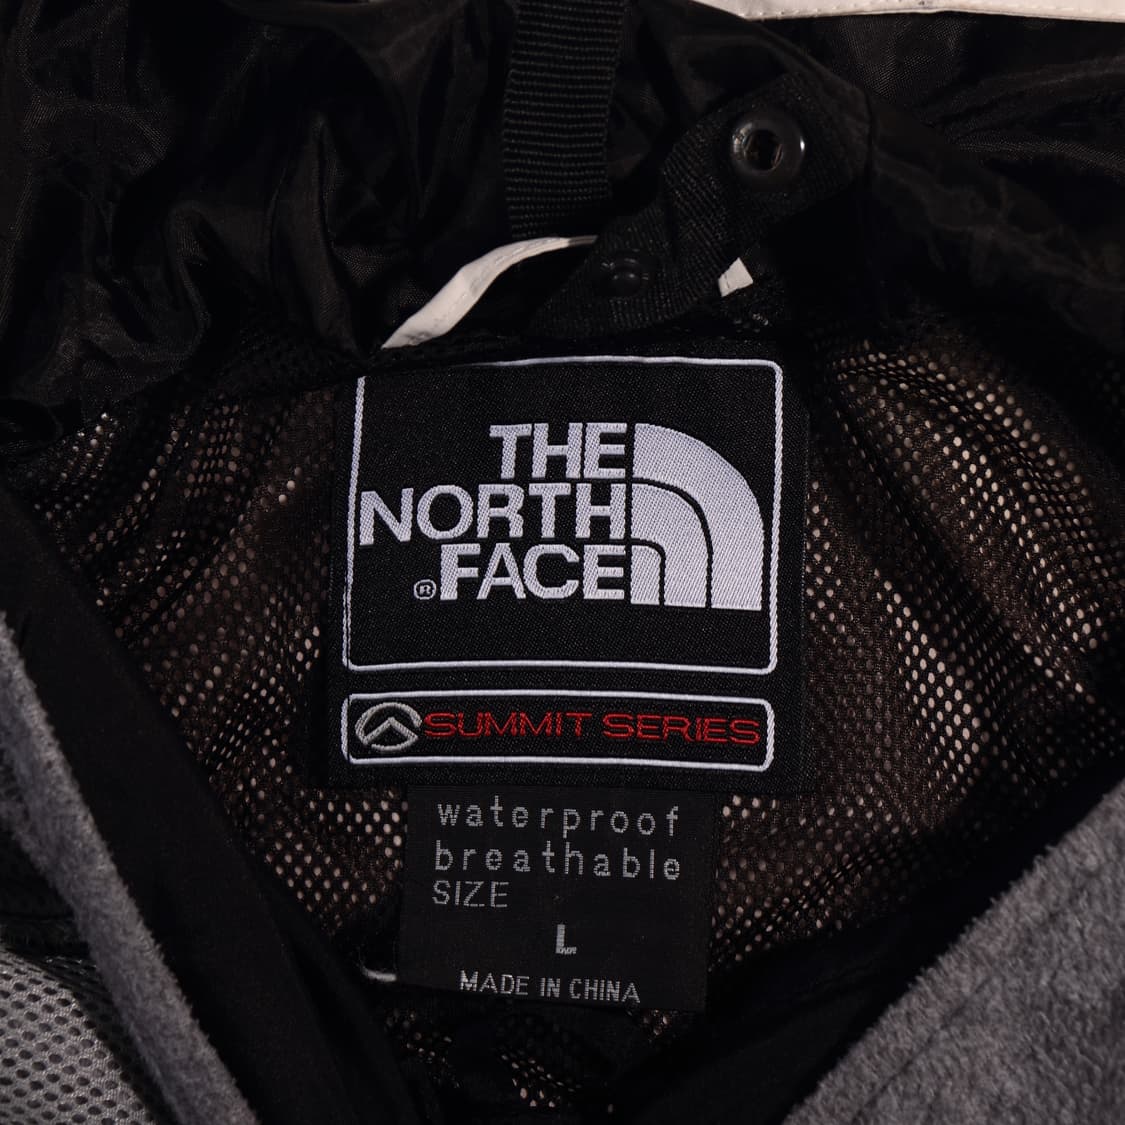 THE
NORTH
® FACE
SUMMIT SERIES
waterproof
breathable
SIZE
L
MADE IN CHINA